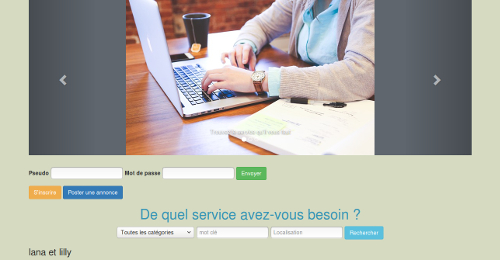 Trouvez le service qu'il vous faut
Pseudo Mot de passe Envoyer
S'inscrire Poster une annonce
De quel service avez-vous besoin ?
Toutes les catégories mot clé Localisation Rechercher
lana et lilly